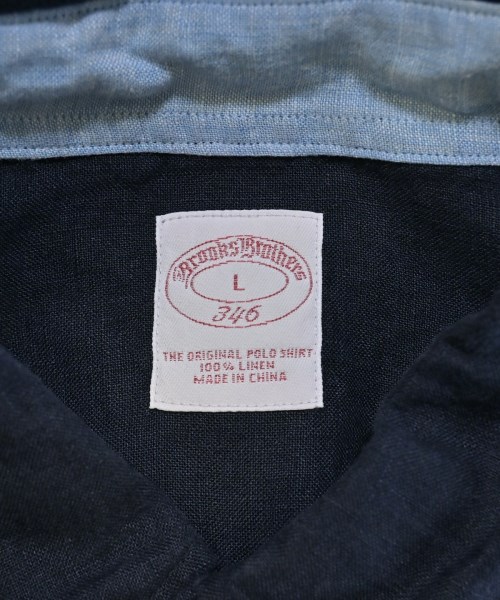 Brooks Brothers
L
346
THE ORIGINAL POLO SHIRT
100% LINEN
MADE IN CHINA